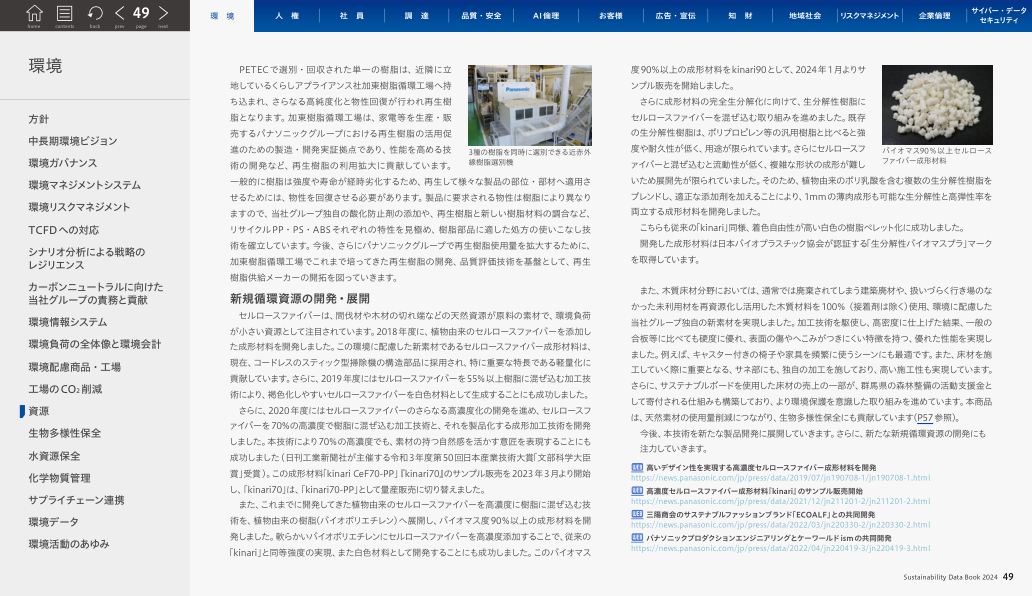 home
contents
back
prev
49
page
next
環　境
人　権
社　員
調　達
品質・安全
AI倫理
お客様
広告・宣伝
知　財
地域社会
リスクマネジメント
企業倫理
サイバー・データ
セキュリティ
環境
方針
中長期環境ビジョン
環境ガバナンス
環境マネジメントシステム
環境リスクマネジメント
TCFDへの対応
シナリオ分析による戦略の
レジリエンス
カーボンニュートラルに向けた
当社グループの責務と貢献
環境情報システム
環境負荷の全体像と環境会計
環境配慮商品・工場
工場のCO2削減
資源
生物多様性保全
水資源保全
化学物質管理
サプライチェーン連携
環境データ
環境活動のあゆみ
PETECで選別・回収された単一の樹脂は、近隣に立
地しているくらしアプライアンス社加東樹脂循環工場へ持
ち込まれ、さらなる高純度化と物性回復が行われ再生樹
脂となります。加東樹脂循環工場は、家電等を生産・販
売するパナソニックグループにおける再生樹脂の活用促
進のための製造・開発実証拠点であり、性能を高める技
術の開発など、再生樹脂の利用拡大に貢献しています。
Panasonic
3種の樹脂を同時に選別できる近赤外
線樹脂選別機
一般的に樹脂は強度や寿命が経時劣化するため、再生して様々な製品の部位・部材へ適用さ
せるためには、物性を回復させる必要があります。製品に要求される物性は樹脂により異なり
ますので、当社グループ独自の酸化防止剤の添加や、再生樹脂と新しい樹脂材料の調合など、
リサイクルPP・PS・ABSそれぞれの特性を見極め、樹脂部品に適した処方の使いこなし技
術を確立しています。今後、さらにパナソニックグループで再生樹脂使用量を拡大するために、
加東樹脂循環工場でこれまで培ってきた再生樹脂の開発、品質評価技術を基盤として、再生
樹脂供給メーカーの開拓を図っていきます。
新規循環資源の開発・展開
セルロースファイバーは、間伐材や木材の切れ端などの天然資源が原料の素材で、環境負荷
が小さい資源として注目されています。2018年度に、植物由来のセルロースファイバーを添加し
た成形材料を開発しました。この環境に配慮した新素材であるセルロースファイバー成形材料は、
現在、コードレスのスティック型掃除機の構造部品に採用され、特に重要な特長である軽量化に
貢献しています。さらに、2019年度にはセルロースファイバーを55%以上樹脂に混ぜ込む加工技
術により、褐色化しやすいセルロースファイバーを白色材料として生成することにも成功しました。
さらに、2020年度にはセルロースファイバーのさらなる高濃度化の開発を進め、セルロースフ
ァイバーを70%の濃度で樹脂に混ぜ込む加工技術と、それを製品化する成形加工技術を開発
しました。本技術により70%の高濃度でも、素材の持つ自然感を活かす意匠を表現することにも
成功しました(日刊工業新聞社が主催する令和3年度第50回日本産業技術大賞「文部科学大臣
賞」受賞)。この成形材料『kinari CeF70-PP』『kinari70』のサンプル販売を2023年3月より開始
し、「kinari70」は、「kinari70-PP」として量産販売に切り替えました。
また、これまでに開発してきた植物由来のセルロースファイバーを高濃度に樹脂に混ぜ込む技
術を、植物由来の樹脂(バイオポリエチレン)へ展開し、バイオマス度90%以上の成形材料を開
発しました。軟らかいバイオポリエチレンにセルロースファイバーを高濃度添加することで、従来の
「kinari」と同等強度の実現、また白色材料として開発することにも成功しました。このバイオマス
度90%以上の成形材料をkinari90として、2024年1月よりサ
ンプル販売を開始しました。
さらに成形材料の完全生分解化に向けて、生分解性樹脂に
セルロースファイバーを混ぜ込む取り組みを進めました。既存
の生分解性樹脂は、ポリプロピレン等の汎用樹脂と比べると強
度や耐久性が低く、用途が限られています。さらにセルロースフ
ァイバーと混ぜ込むと流動性が低く、複雑な形状の成形が難し
バイオマス90%以上セルロース
ファイバー成形材料
いため展開先が限られていました。そのため、植物由来のポリ乳酸を含む複数の生分解性樹脂を
ブレンドし、適正な添加剤を加えることにより、1mmの薄肉成形も可能な生分解性と高弾性率を
両立する成形材料を開発しました。
こちらも従来の「kinari」同様、着色自由性が高い白色の樹脂ペレット化に成功しました。
開発した成形材料は日本バイオプラスチック協会が認証する「生分解性バイオマスプラ」マーク
を取得しています。
また、木質床材分野においては、通常では廃棄されてしまう建築廃材や、扱いづらく行き場のな
かった未利用材を再資源化し活用した木質材料を100%(接着剤は除く)使用、環境に配慮した
当社グループ独自の新素材を実現しました。加工技術を駆使し、高密度に仕上げた結果、一般の
合板等に比べても硬度に優れ、表面の傷やへこみがつきにくい特徴を持つ、優れた性能を実現し
ました。例えば、キャスター付きの椅子や家具を頻繁に使うシーンにも最適です。また、床材を施
工していく際に重要となる、サネ部にも、独自の加工を施しており、高い施工性も実現しています。
さらに、サステナブルボードを使用した床材の売上の一部が、群馬県の森林整備の活動支援金と
して寄付される仕組みも構築しており、より環境保護を意識した取り組みを進めています。本商品
は、天然素材の使用量削減につながり、生物多様性保全にも貢献しています(P57参照)。
今後、本技術を新たな製品開発に展開していきます。さらに、新たな新規循環資源の開発にも
注力していきます。
WEB 高いデザイン性を実現する高濃度セルロースファイバー成形材料を開発
https://news.panasonic.com/jp/press/data/2019/07/jn190708-1/jn190708-1.html
WEB 高濃度セルロースファイバー成形材料『kinari』のサンプル販売開始
https://news.panasonic.com/jp/press/data/2021/12/jn211201-2/jn211201-2.html
WEB 三陽商会のサステナブルファッションブランド「ECOALF」との共同開発
https://news.panasonic.com/jp/press/data/2022/03/jn220330-2/jn220330-2.html
WEB パナソニックプロダクションエンジニアリングとケーワールドismの共同開発
https://news.panasonic.com/jp/press/data/2022/04/jn220419-3/jn220419-3.html
Sustainability Data Book 2024 49